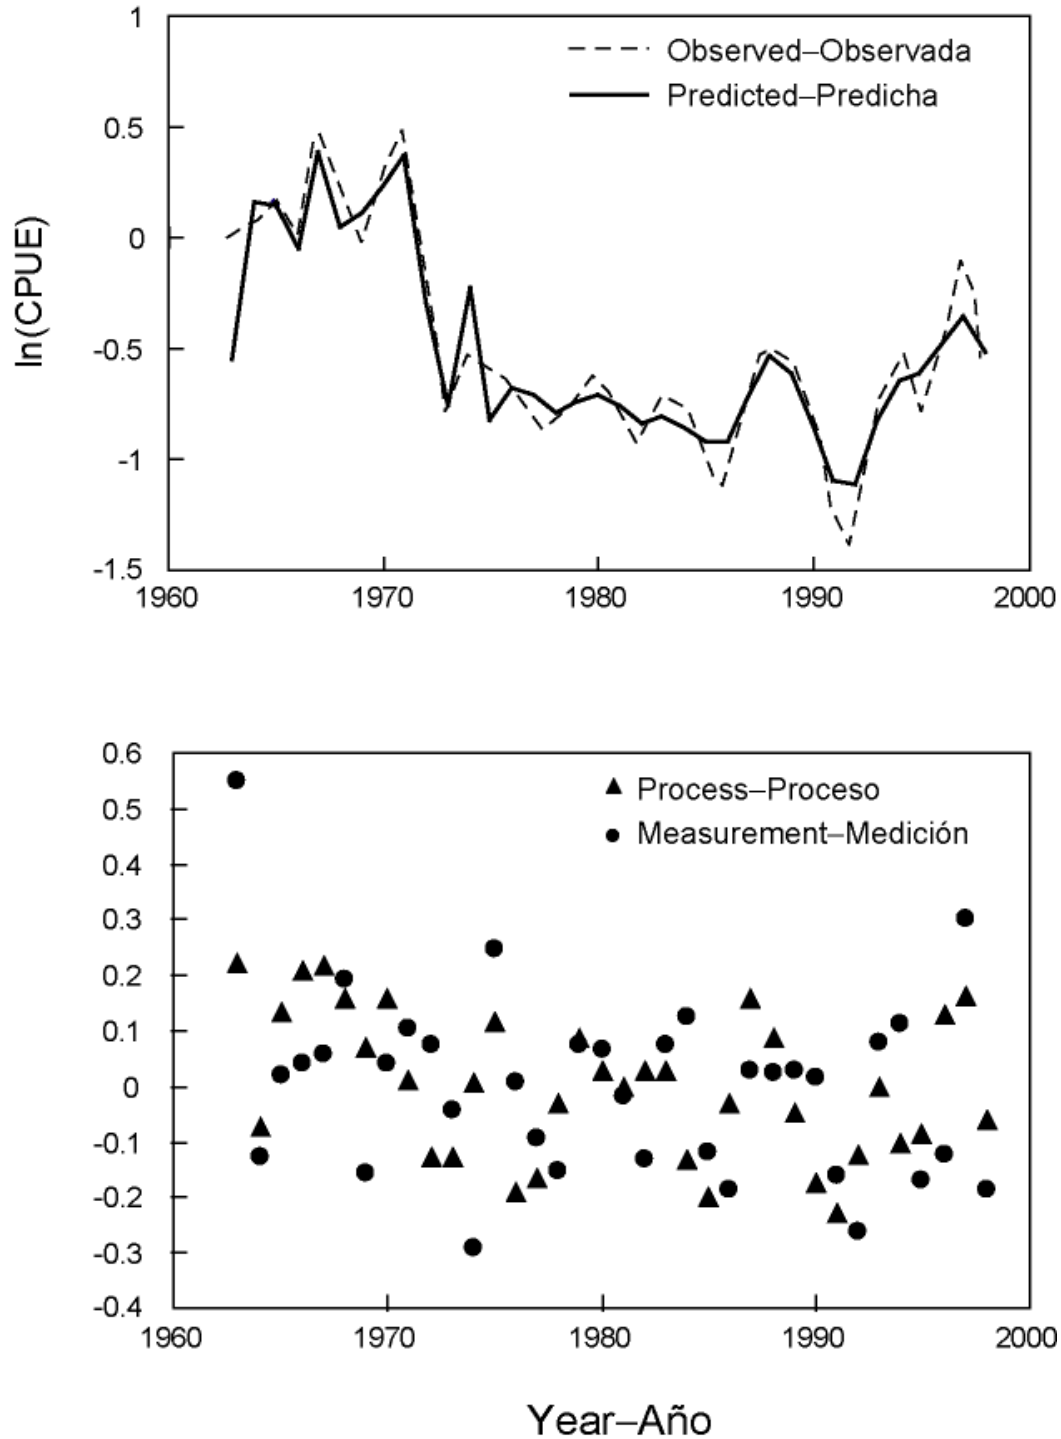 1
Observed–Observada
Predicted–Predicha
0.5
0
-0.5
-1
-1.5
ln(CPUE)
1960 1970 1980 1990 2000
0.6
Process–Proceso
0.5
Measurement–Medición
0.4
0.3
0.2
0.1
0
-0.1
-0.2
-0.3
-0.4
1960 1970 1980 1990 2000
Year–Año